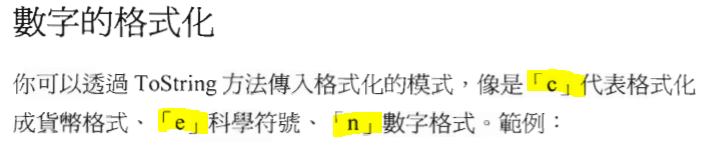 數字的格式化
你可以透過 ToString 方法傳入格式化的模式，像是「c」代表格式化
成貨幣格式、「e」科學符號、「n」數字格式。範例：